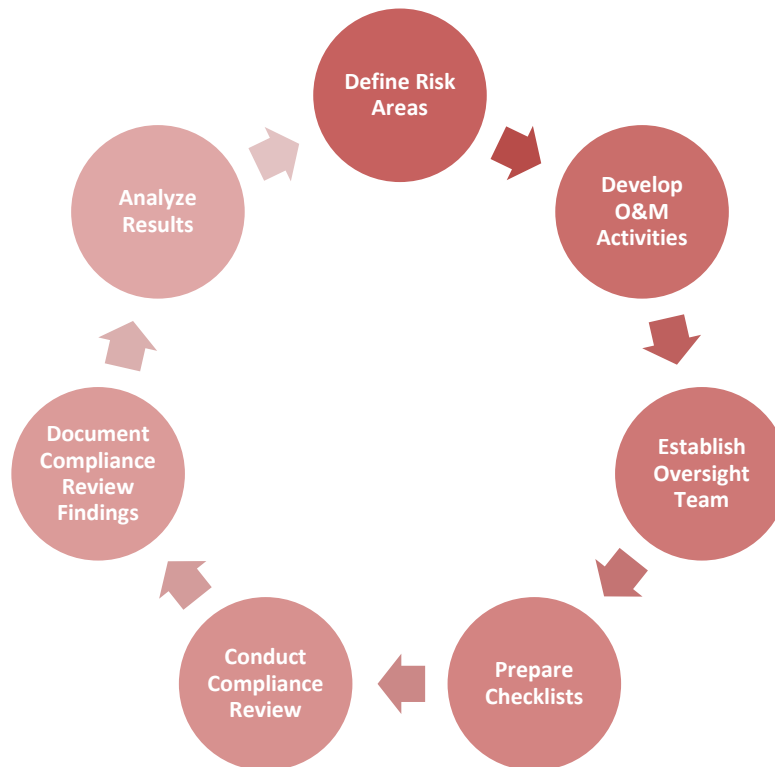 Define Risk
Areas
Develop
O&M
Activities
Establish
Oversight
Team
Prepare
Checklists
Conduct
Compliance
Review
Document
Compliance
Review
Findings
Analyze
Results